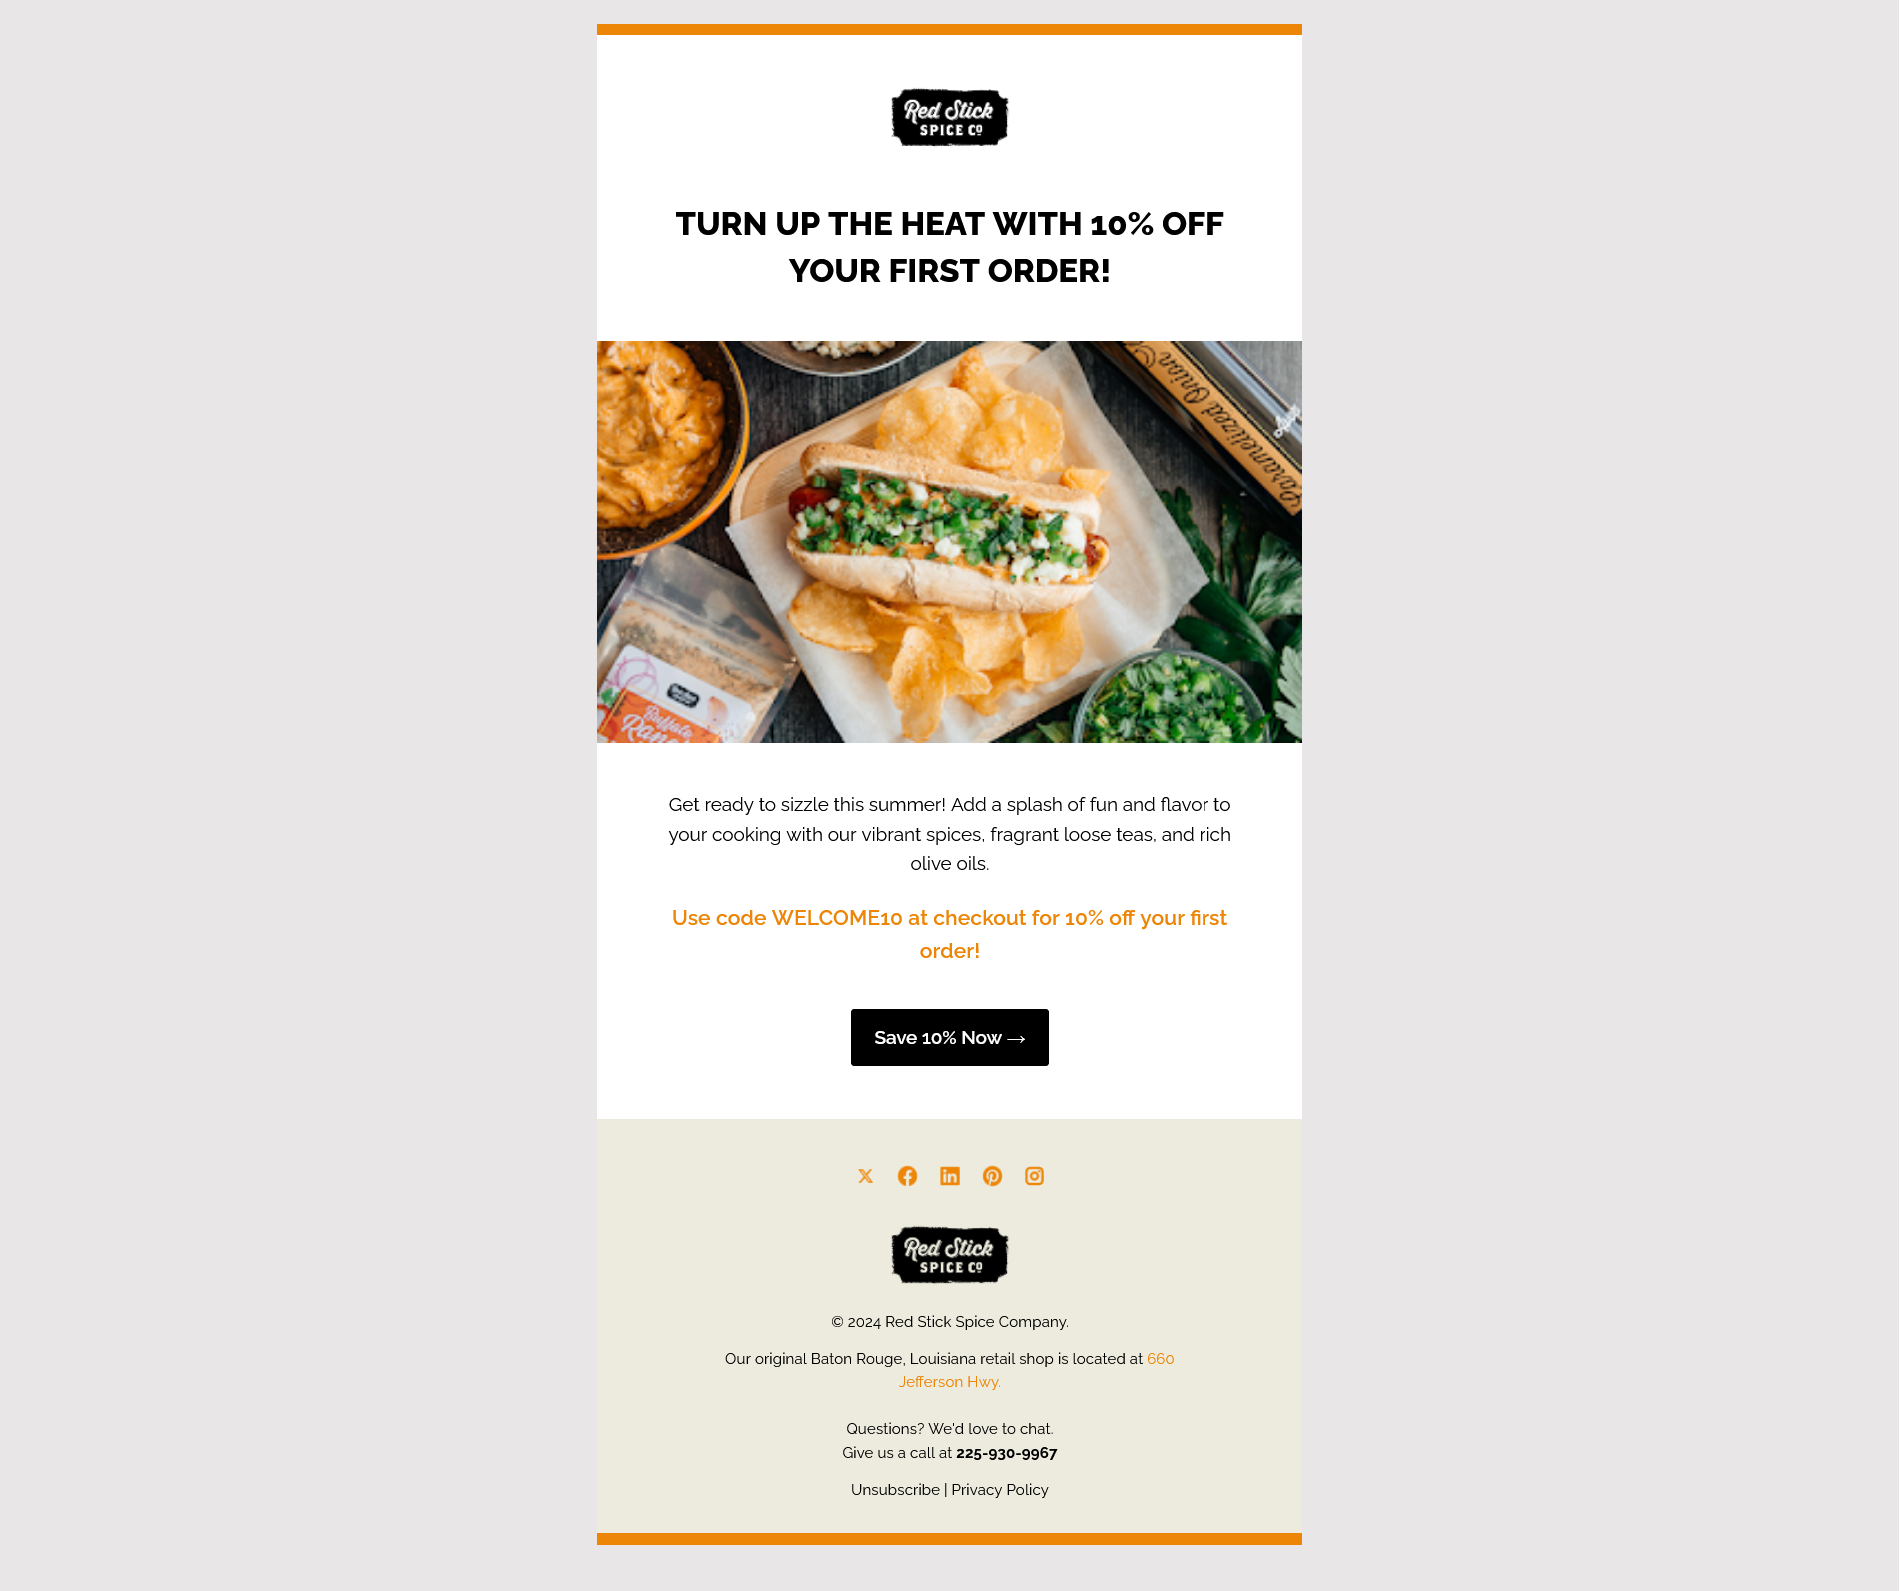 Red Stick
SPICE CO
TURN UP THE HEAT WITH 10% OFF
YOUR FIRST ORDER!
Caramelized Onion
Red Stick
Buffalo
Ranch
Get ready to sizzle this summer! Add a splash of fun and flavor to
your cooking with our vibrant spices, fragrant loose teas, and rich
olive oils.
Use code WELCOME10 at checkout for 10% off your first
order!
Save 10% Now →
Red Stick
SPICE CO
© 2024 Red Stick Spice Company.
Our original Baton Rouge, Louisiana retail shop is located at 660
Jefferson Hwy.
Questions? We'd love to chat.
Give us a call at 225-930-9967
Unsubscribe | Privacy Policy